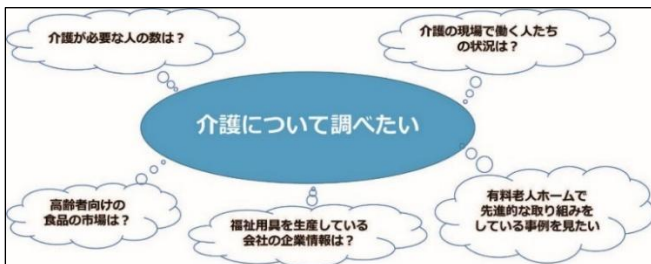 介護が必要な人の数は？
介護の現場で働く人たち
の状況は？
介護について調べたい
高齢者向けの
食品の市場は？
福祉用具を生産している
会社の企業情報は？
有料老人ホームで
先進的な取り組みを
している事例を見たい